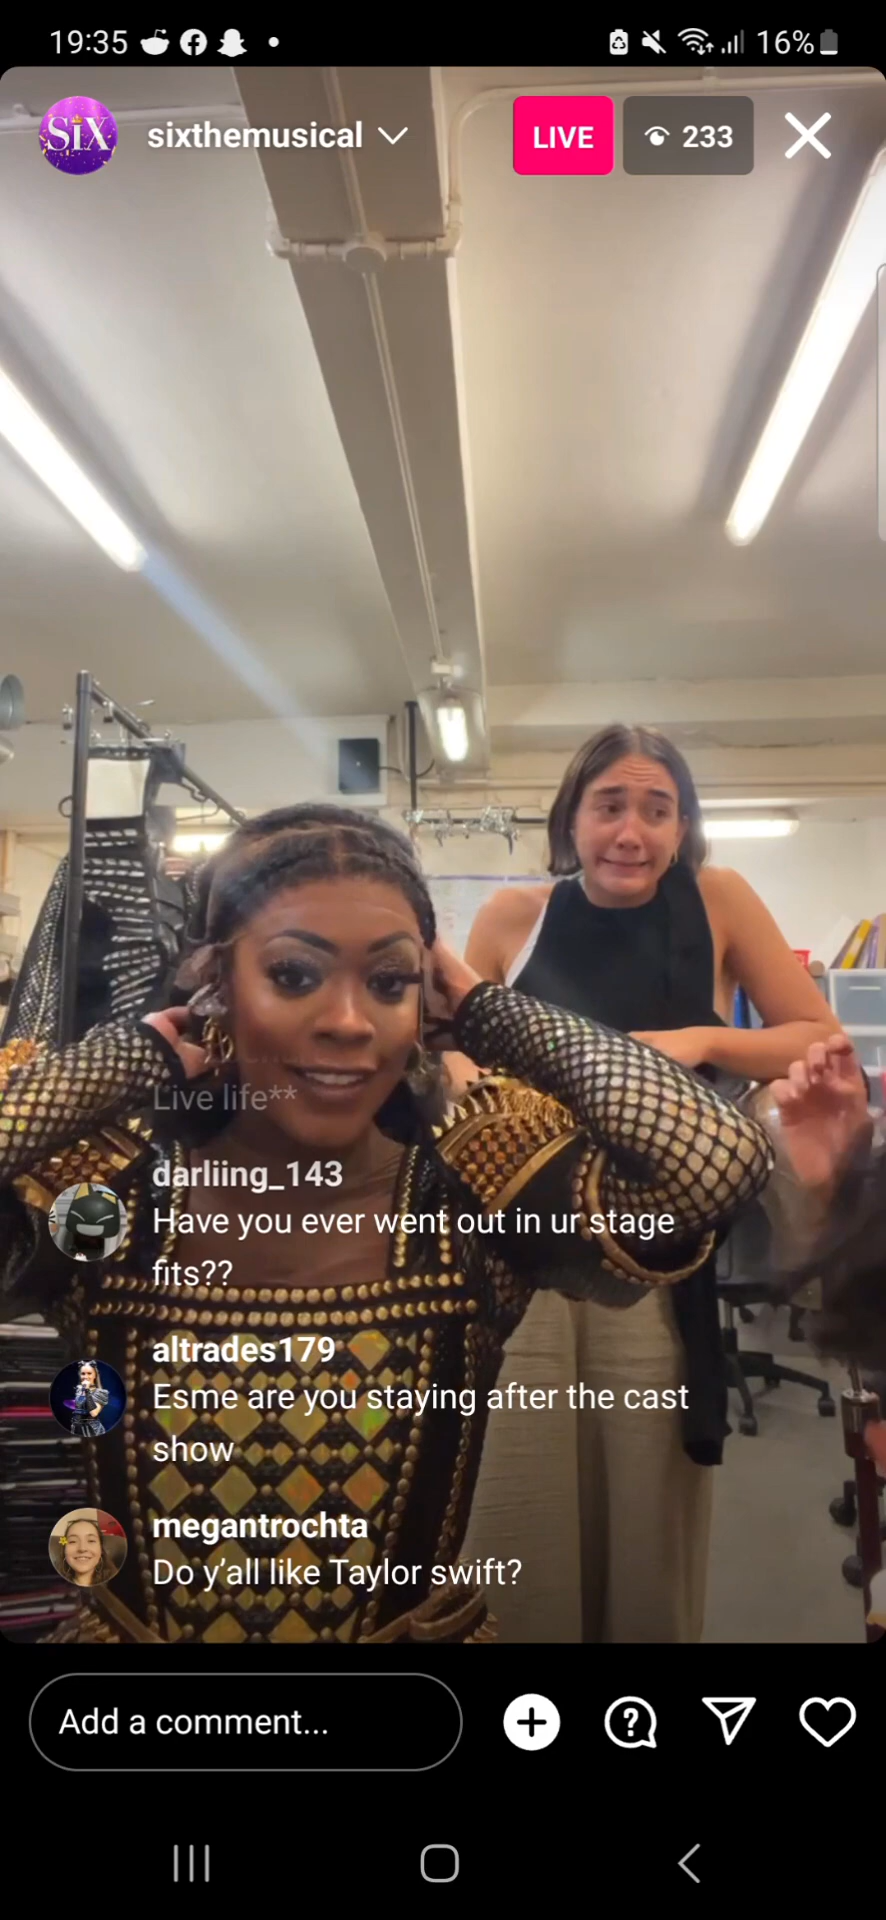 19:35
16%
SiX
sixthemusical
LIVE
233
Live life**
darliing_143
Have you ever went out in ur stage
fits??
altrades179
Esme are you staying after the cast
show
megantrochta
Do y'all like Taylor swift?
Add a comment...